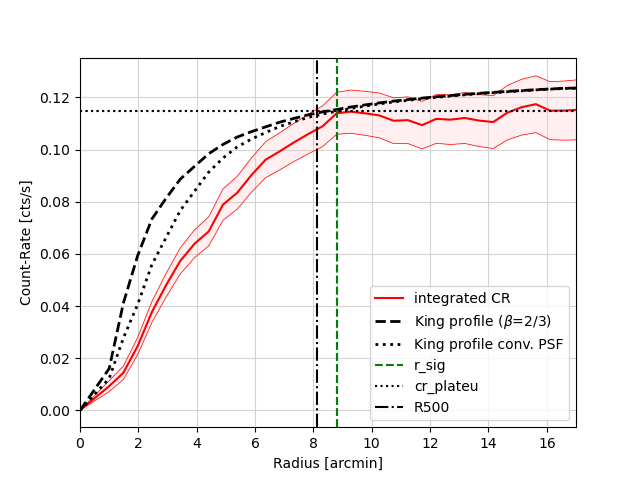 0.12
0.10
0.08
0.06
0.04
0.02
0.00
Count-Rate [cts/s]
integrated CR
King profile (β=2/3)
King profile conv. PSF
r_sig
cr_plateu
R500
0 2 4 6 8 10 12 14 16
Radius [arcmin]